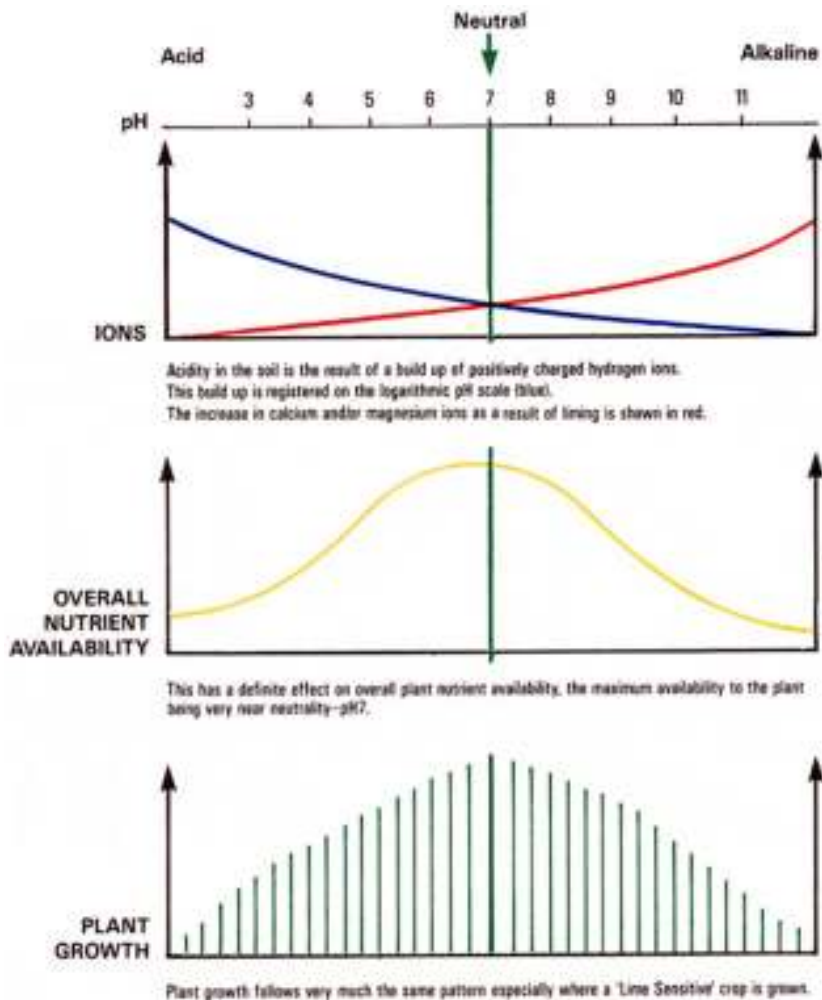 Neutral
Acid
Alkaline
pH
3 4 5 6 7 8 9 10 11
IONS
Acidity in the soil is the result of a build up of positively charged hydrogen ions.
This build up is registered on the logarithmic pH scale (blue).
The increase in calcium and/or magnesium ions as a result of liming is shown in red.
OVERALL
NUTRIENT
AVAILABILITY
This has a definite effect on overall plant nutrient availability, the maximum availability to the plant
being very near neutrality-pH7.
PLANT
GROWTH
Plant growth follows very much the same pattern especially where a 'Lime Sensitive' crop is grown.